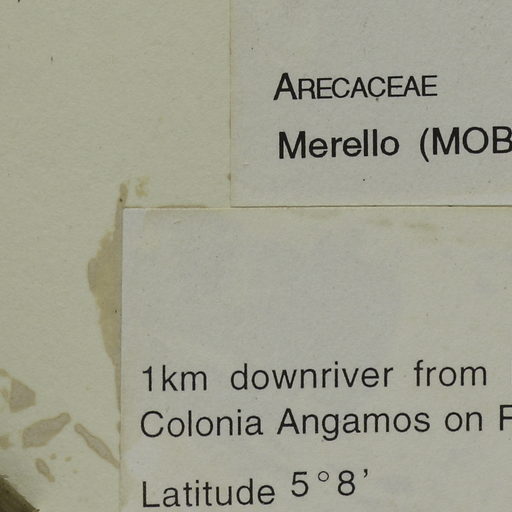 ARECACEAE
Merello (MOB
1km downriver from
Colonia Angamos on
Latitude 5°8’